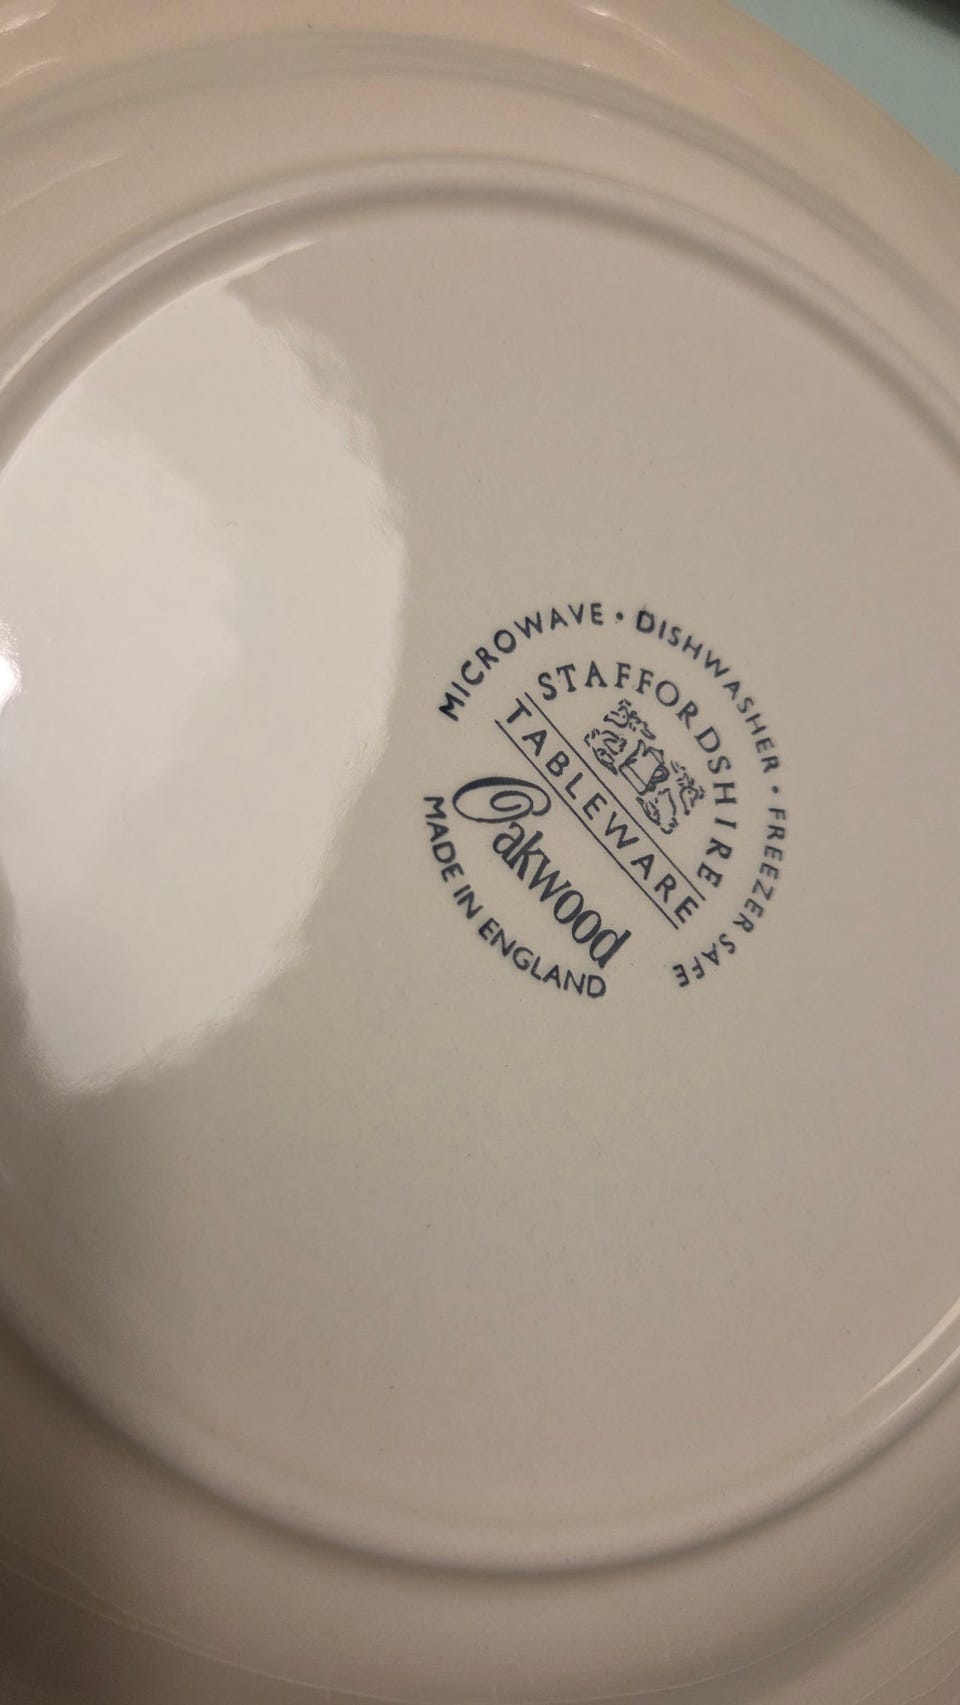 MICROWAVE • DISHWASHER • FREEZER SAFE
STAFFORDSHIRE
TABLEWARE
Oakwood
MADE IN ENGLAND